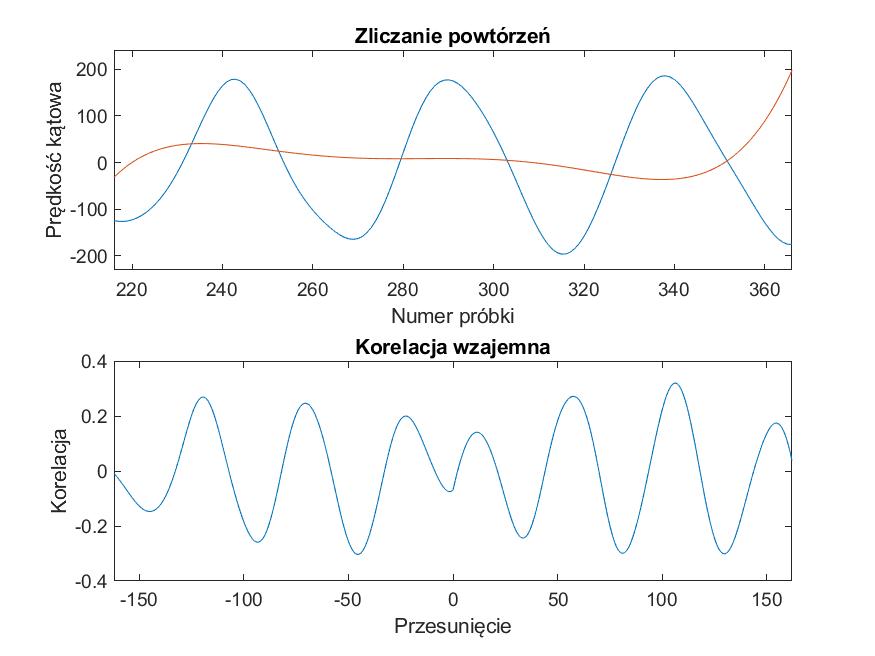 Zliczanie powtórzeń
Prędkość kątowa
200
100
0
-100
-200
220 240 260 280 300 320 340 360
Numer próbki
Korelacja wzajemna
Korelacja
0.4
0.2
0
-0.2
-0.4
-150 -100 -50 0 50 100 150
Przesunięcie